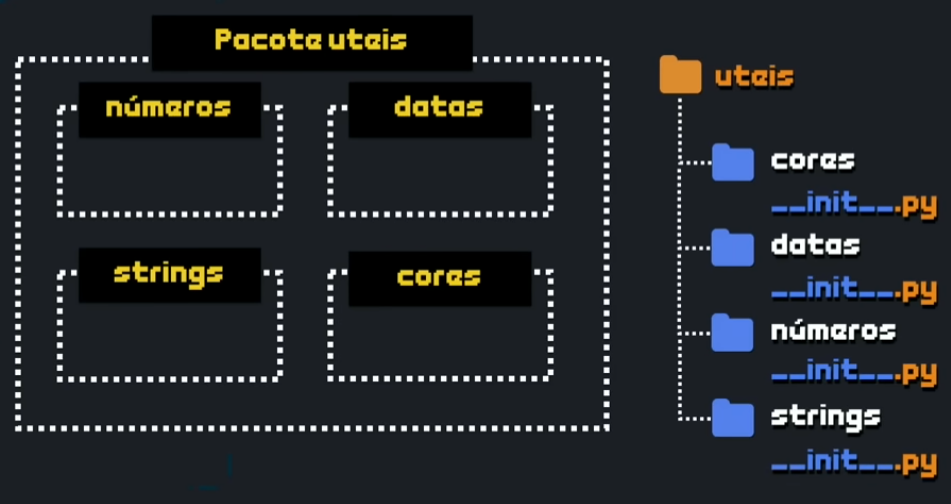 Pacote uteis
números
datas
strings
cores
uteis
cores
__init__.py
datas
__init__.py
números
__init__.py
strings
__init__.py